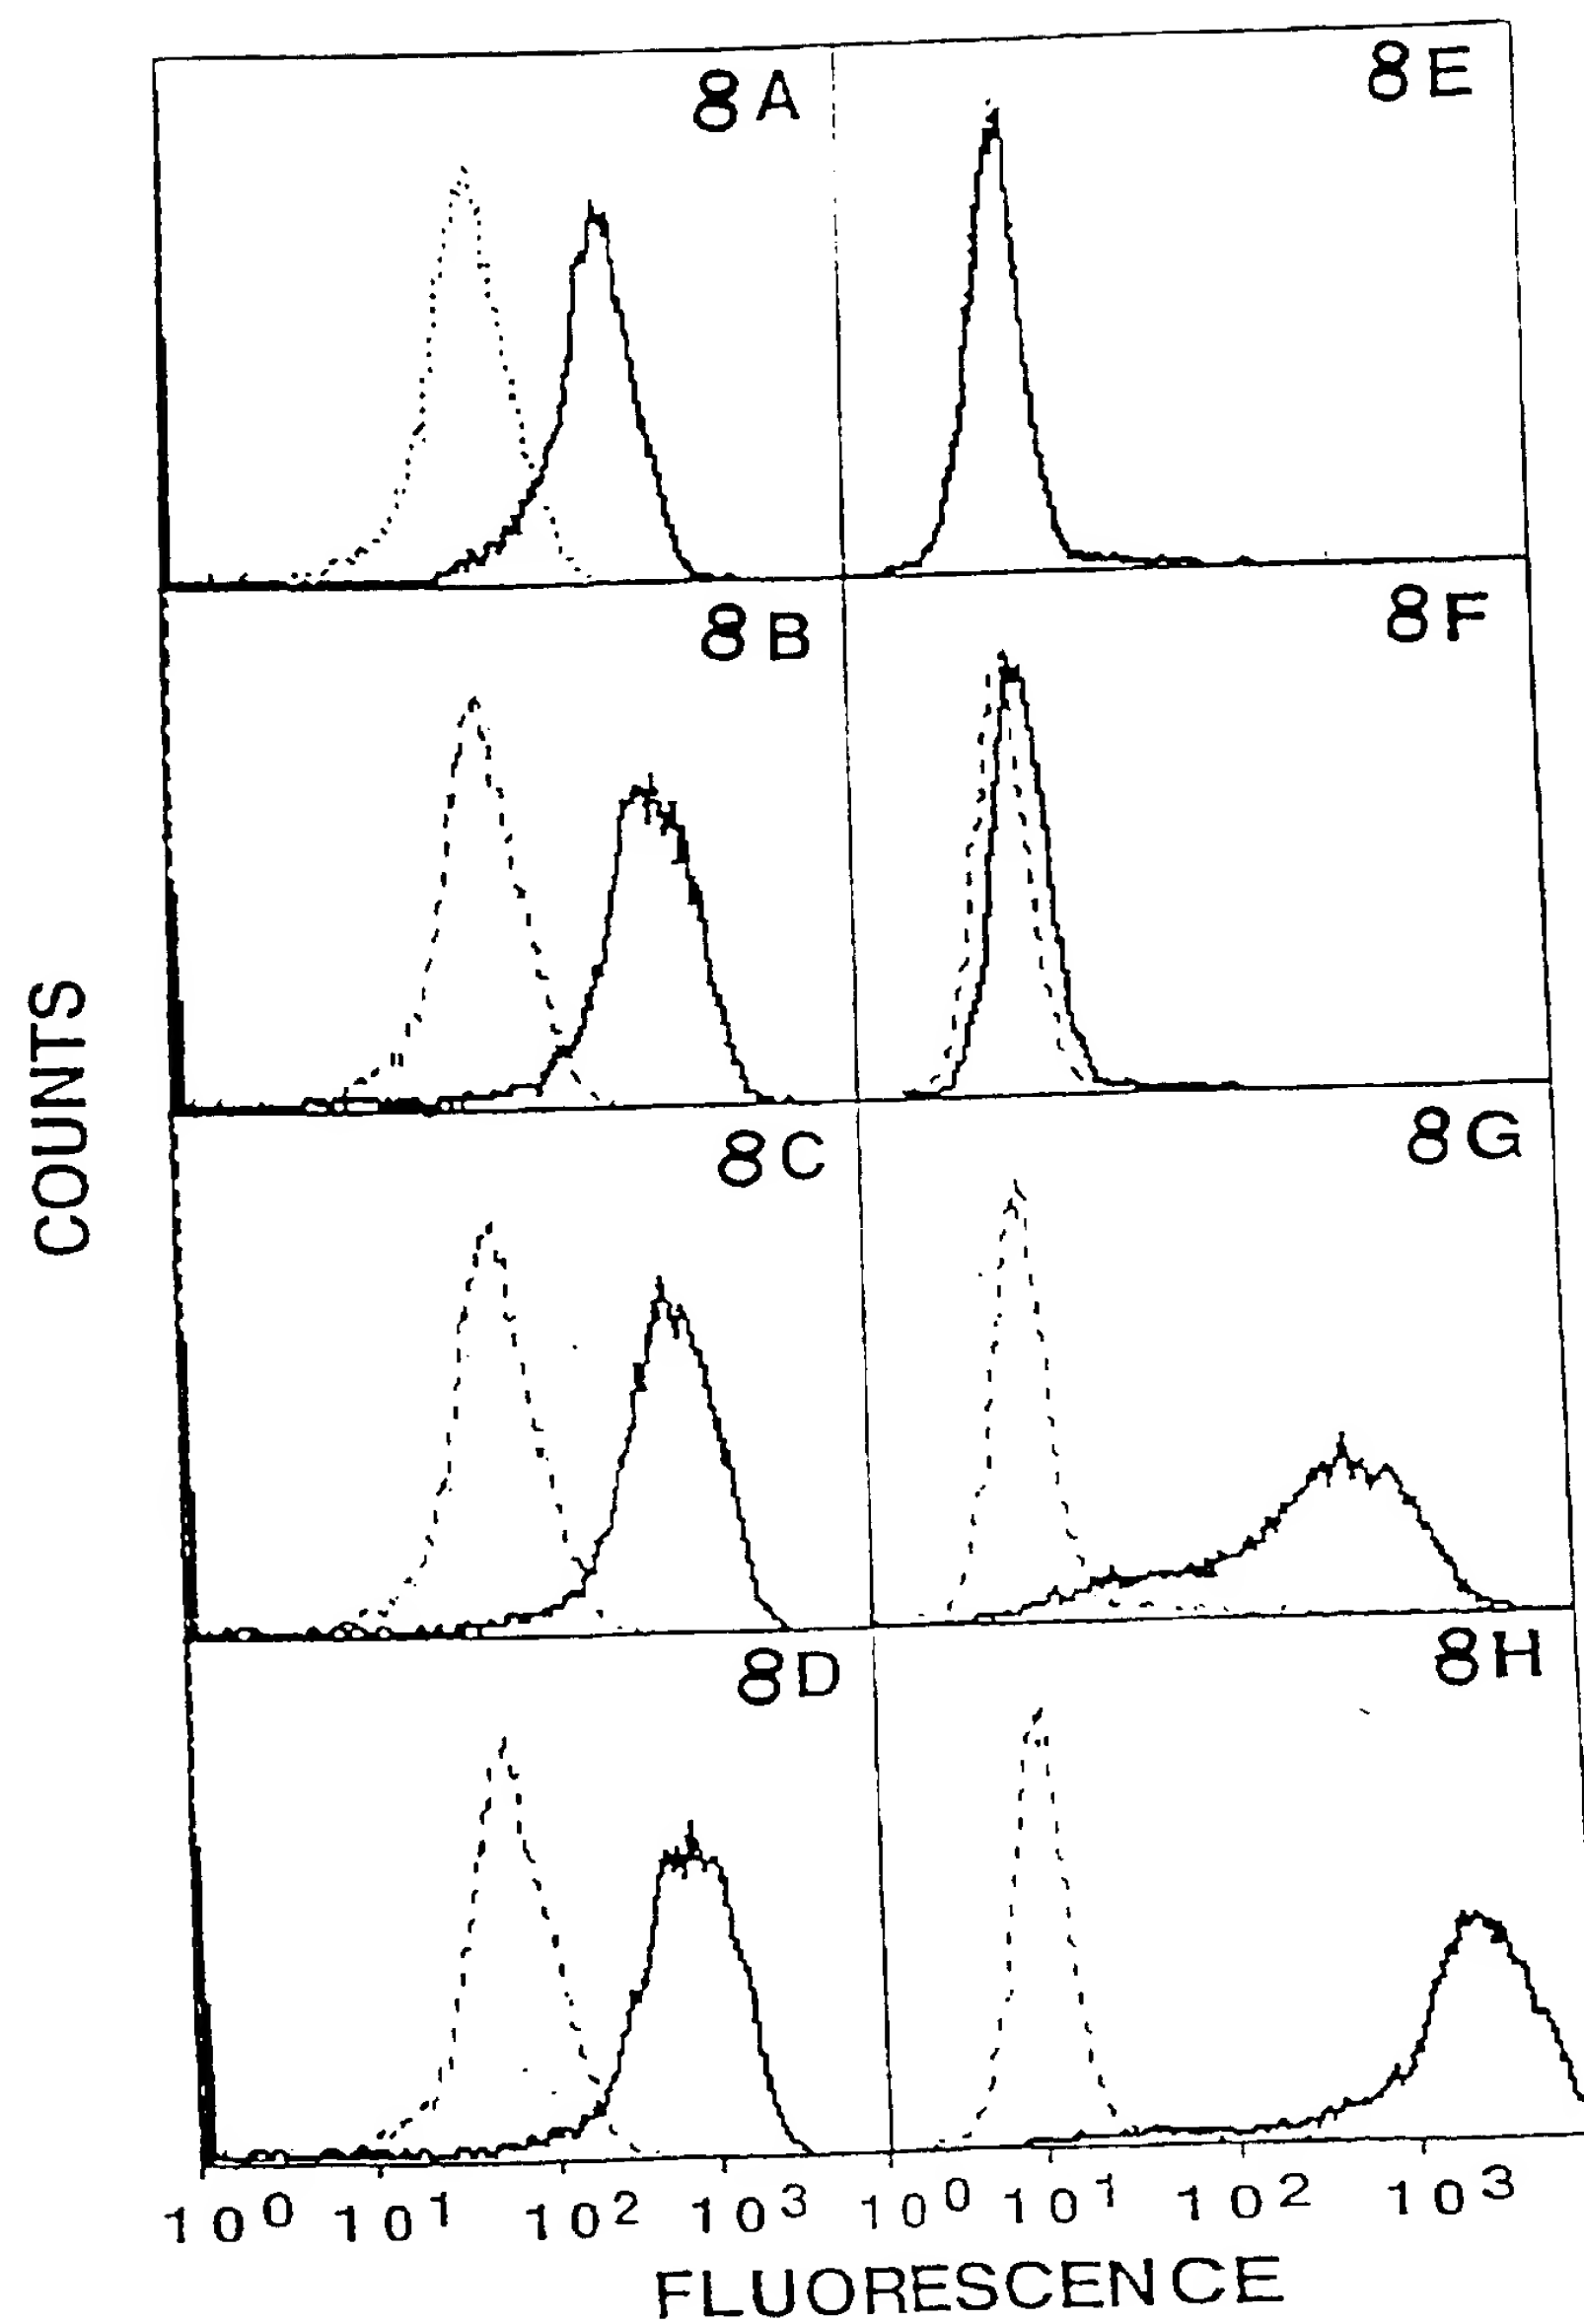 8A
8E
8B
8F
COUNTS
8C
8G
8D
8H
10⁰ 10¹ 10² 10³ 10⁰ 10¹ 10² 10³
FLUORESCENCE